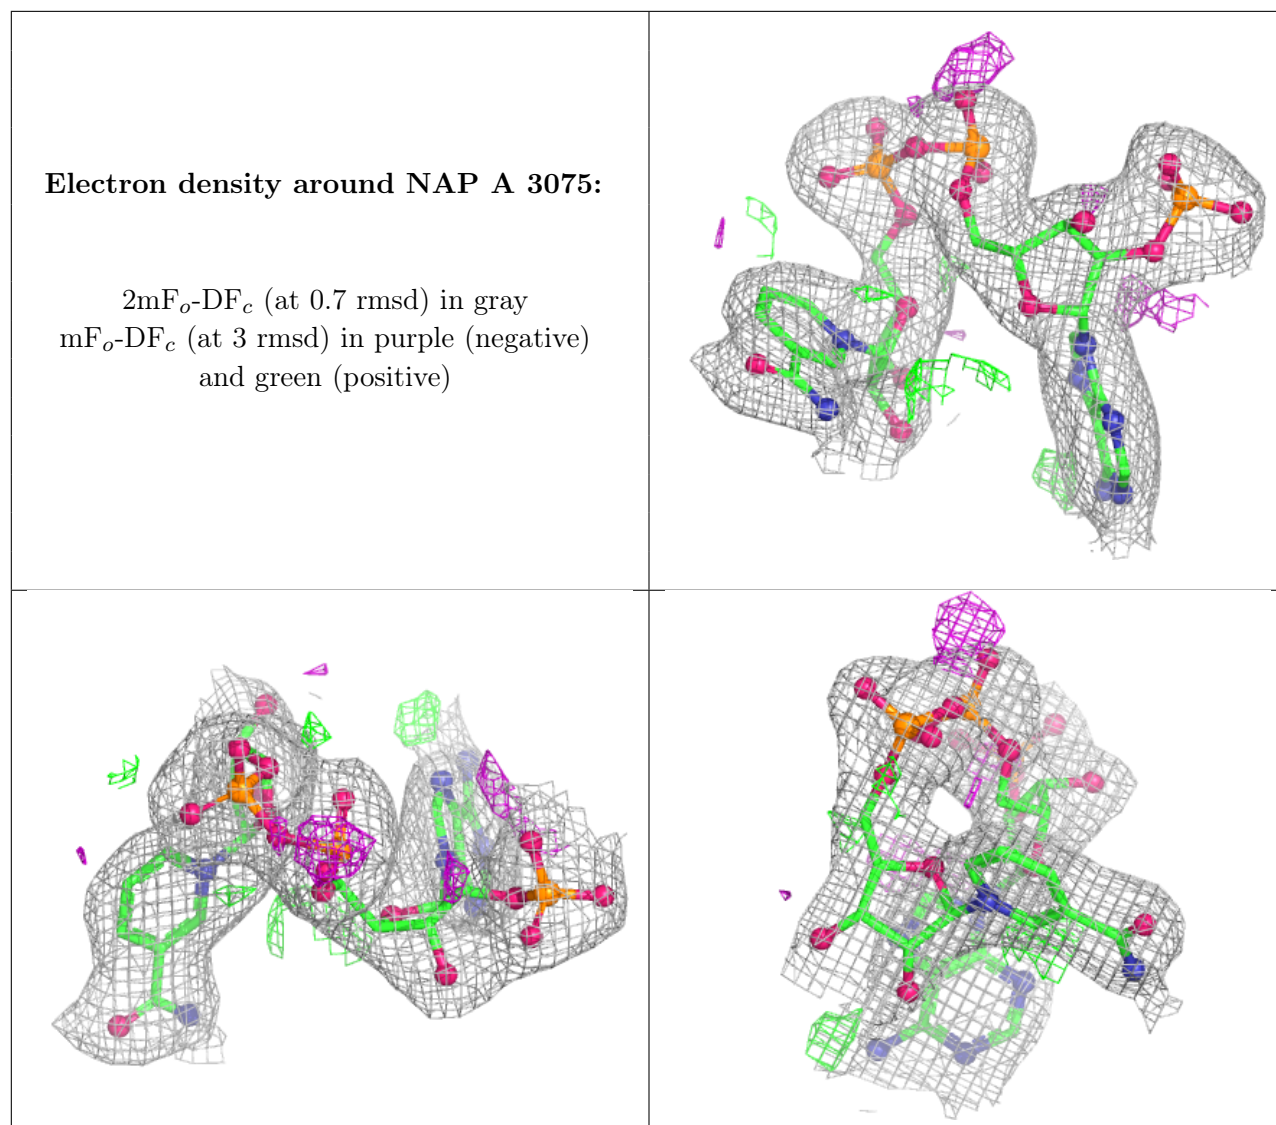 Electron density around NAP A 3075:
2mFₒ-DF𝒸 (at 0.7 rmsd) in gray
mFₒ-DF𝒸 (at 3 rmsd) in purple (negative)
and green (positive)